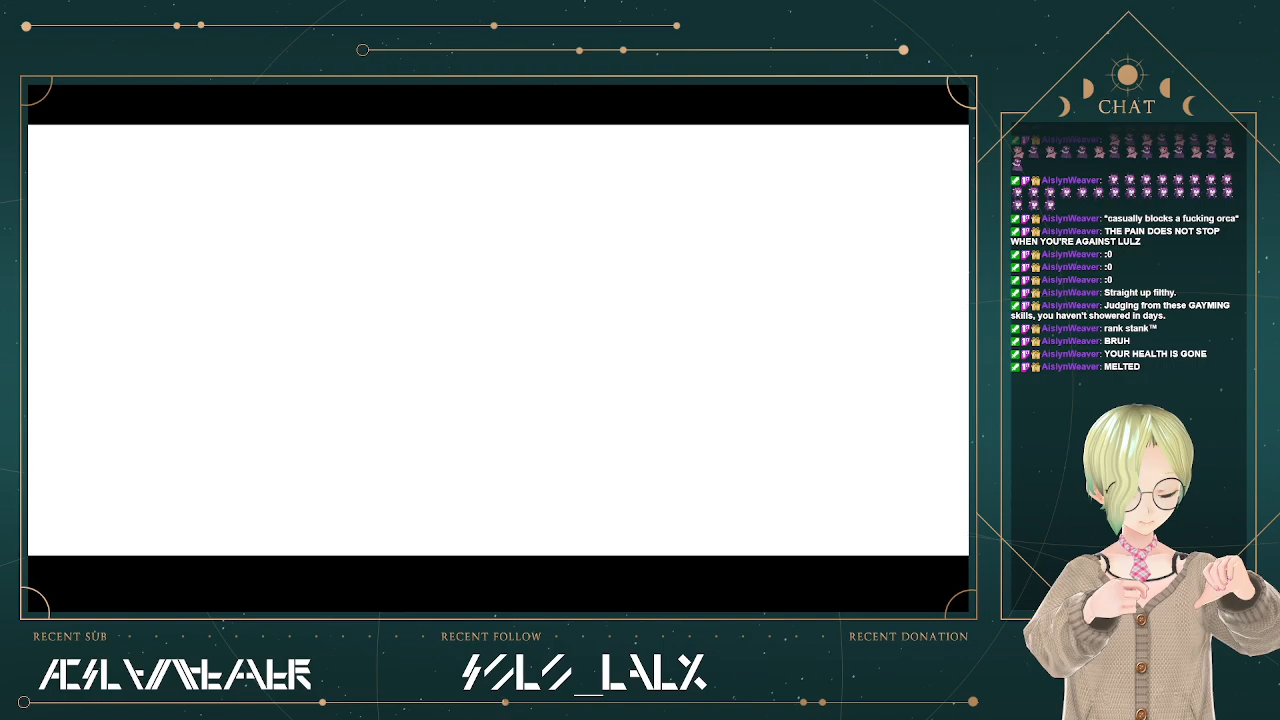 CHAT
AislynWeaver:
AislynWeaver:
AislynWeaver: "casually blocks a fucking orca"
AislynWeaver: THE PAIN DOES NOT STOP
WHEN YOU'RE AGAINST LULZ
AislynWeaver: :0
AislynWeaver: :0
AislynWeaver: :0
AislynWeaver: Straight up filthy.
AislynWeaver: Judging from these GAYMING
skills, you haven't showered in days.
AislynWeaver: rank stank™
AislynWeaver: BRUH
AislynWeaver: YOUR HEALTH IS GONE
AislynWeaver: MELTED
RECENT SUB
AISLYNWEAVER
RECENT FOLLOW
SOLO_LALX
RECENT DONATION